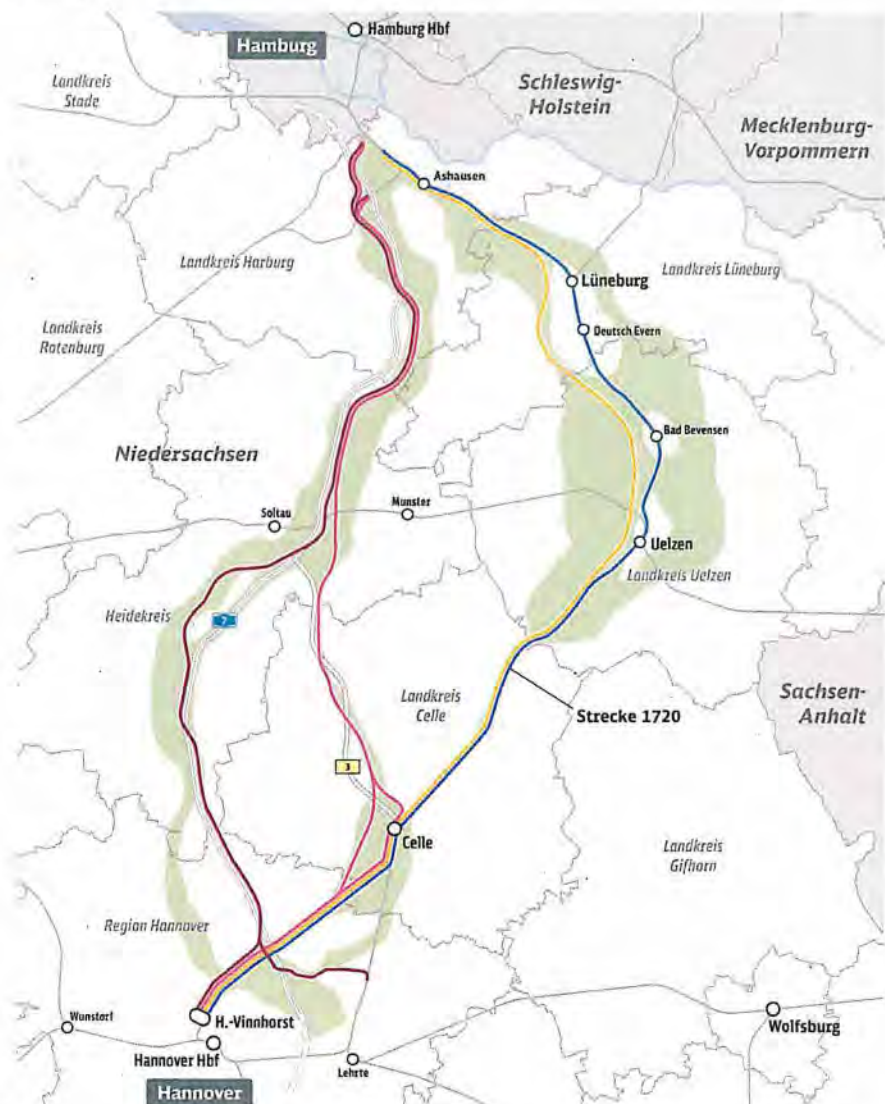 Hamburg Hbf
Hamburg
Landkreis
Stade
Schleswig-
Holstein
Mecklenburg-
Vorpommern
Ashausen
Landkreis Harburg
Lüneburg
Landkreis Lüneburg
Landkreis
Rotenburg
Deutsch Evern
Bad Bevensen
Niedersachsen
Soltau
Munster
Uelzen
Landkreis Uelzen
Heidekreis
7
Landkreis
Celle
Strecke 1720
Sachsen-
Anhalt
3
Celle
Landkreis
Gifhorn
Region Hannover
Wunstorf
H.-Vinnhorst
Wolfsburg
Hannover Hbf
Lehrte
Hannover